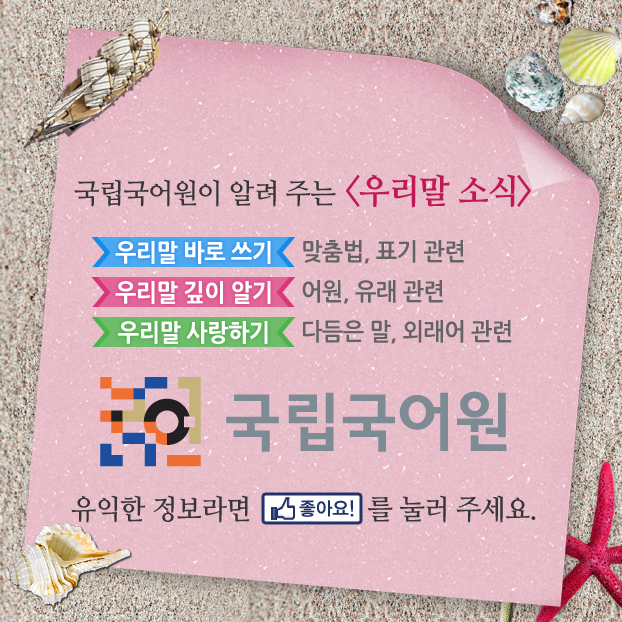 국립국어원이 알려 주는 〈우리말 소식〉
우리말 바로 쓰기 맞춤법, 표기 관련
우리말 깊이 알기 어원, 유래 관련
우리말 사랑하기 다듬은 말, 외래어 관련
국립국어원
유익한 정보라면 좋아요! 를 눌러 주세요.